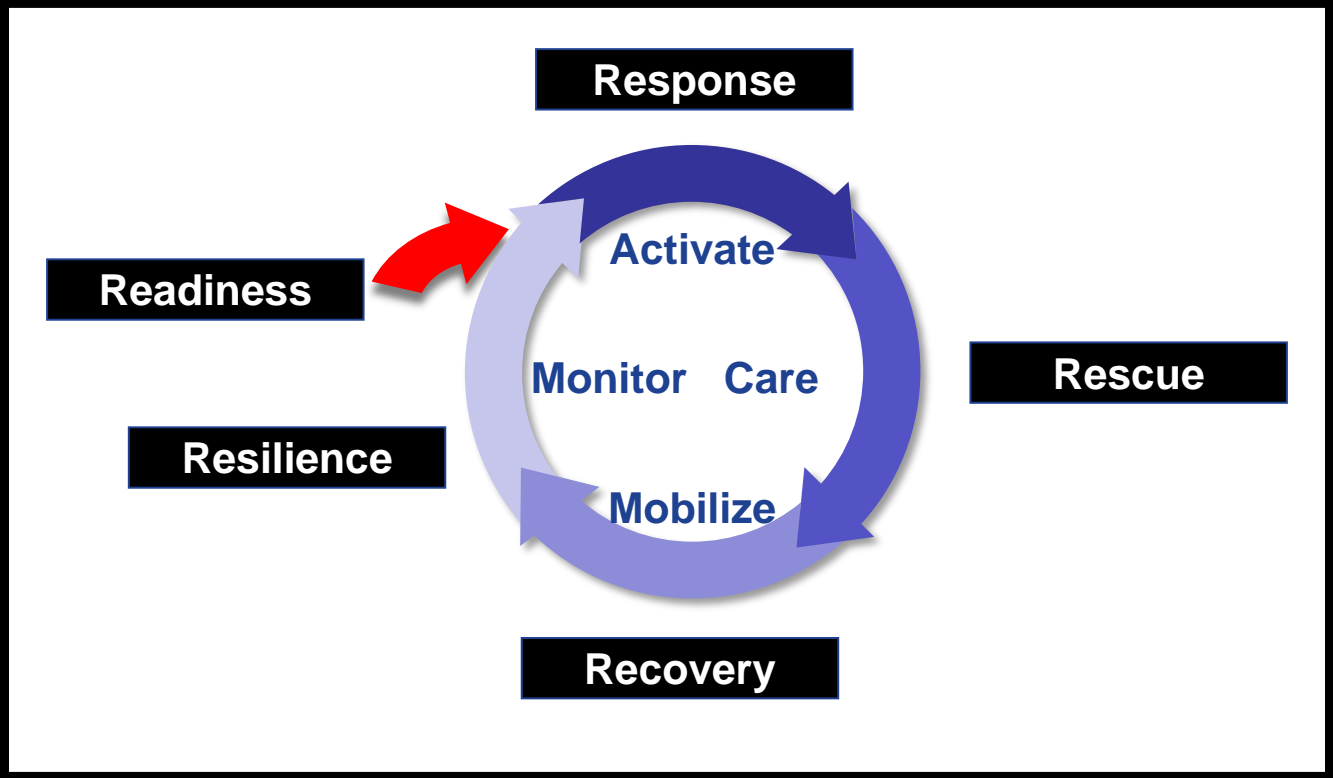 Response
Activate
Readiness
Monitor Care
Rescue
Resilience
Mobilize
Recovery